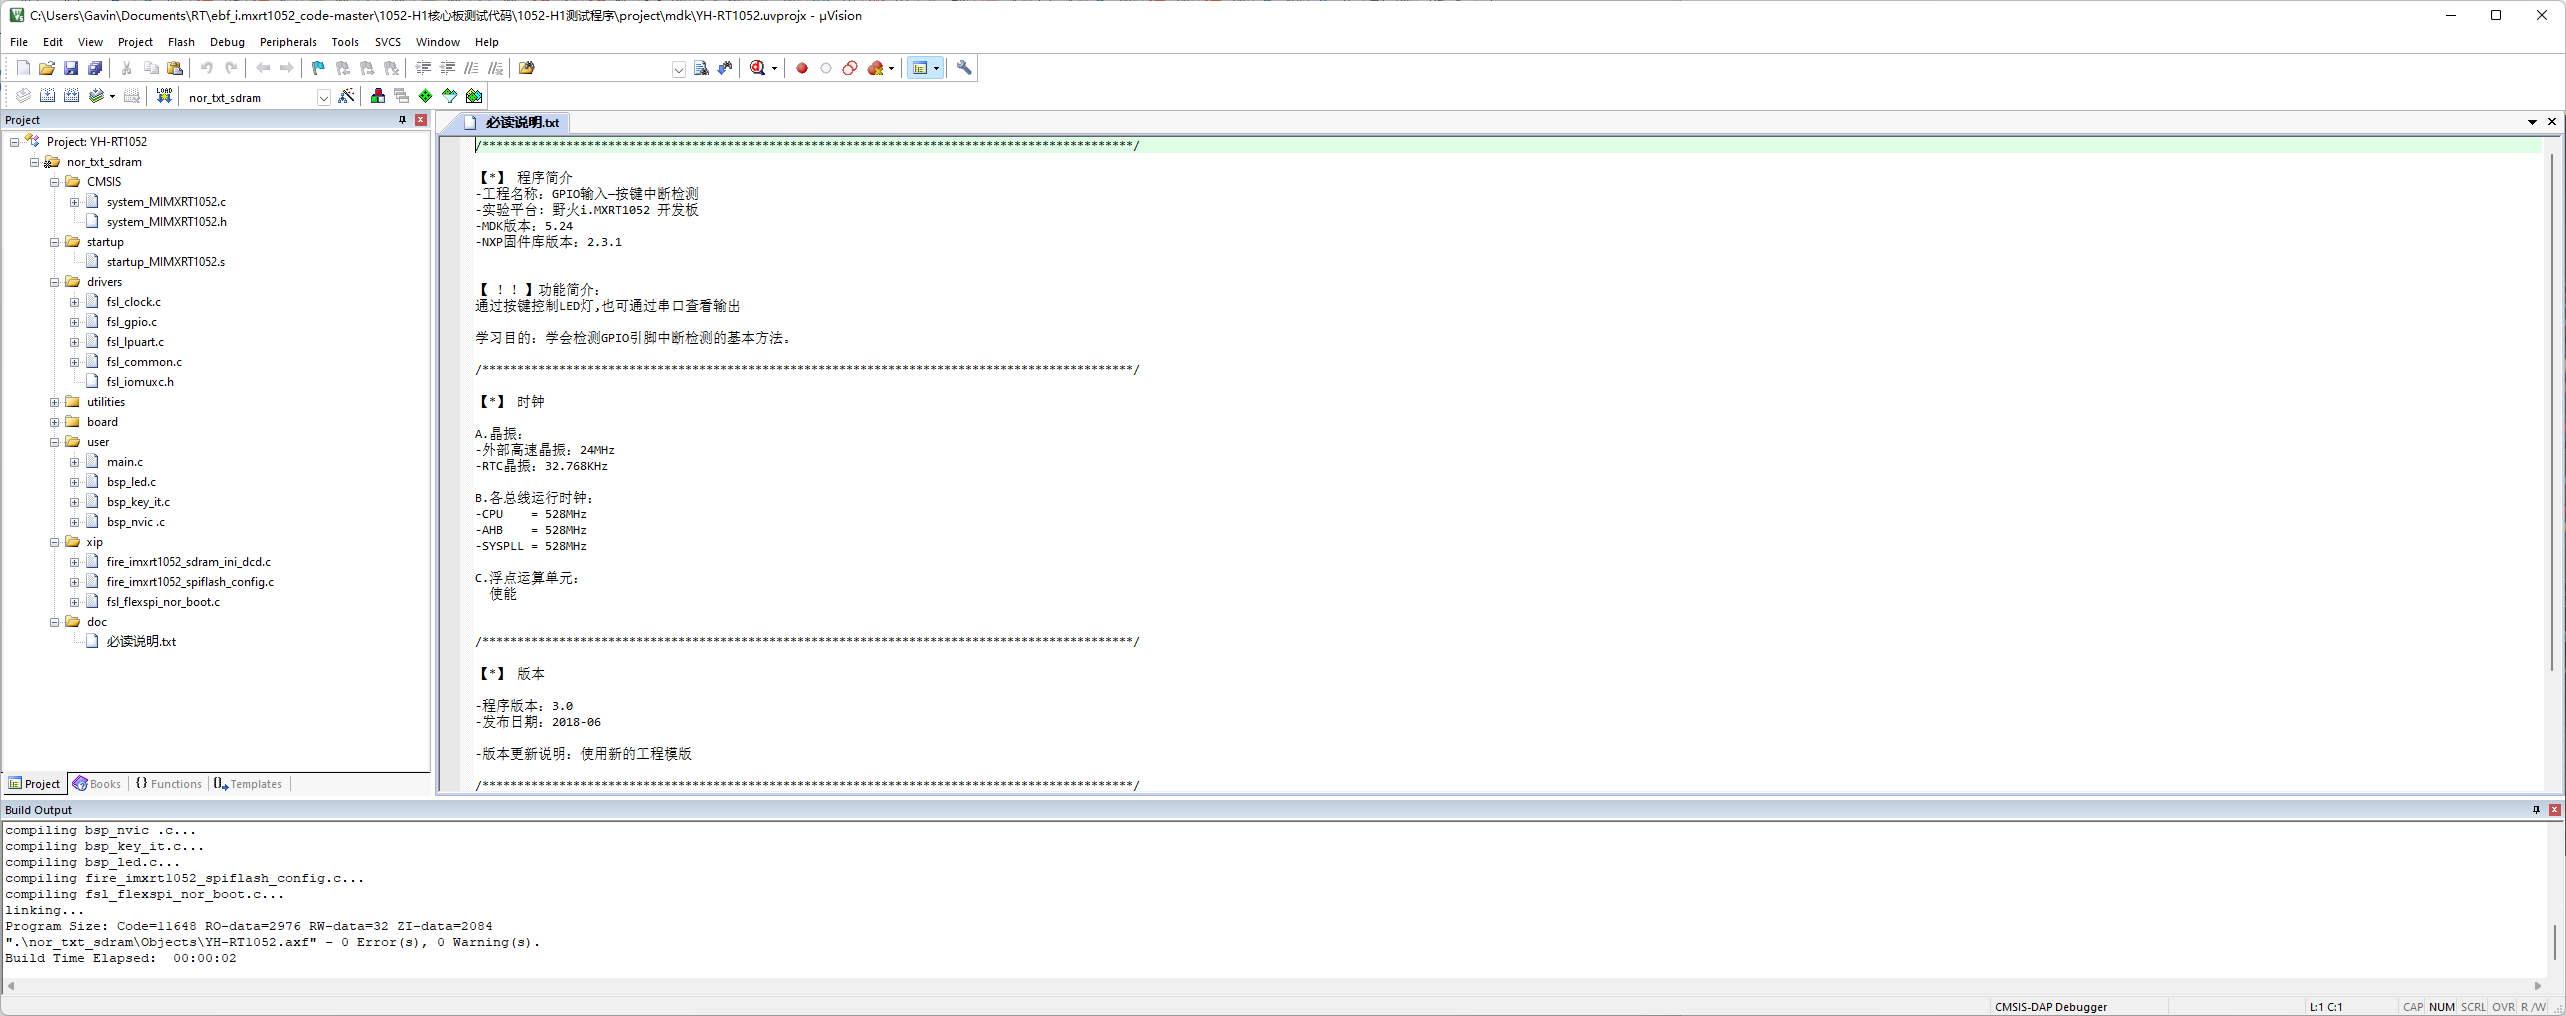 C:\Users\Gavin\Documents\RT\ebf_i.mxrt1052_code-master\1052-H1核心板测试代码\1052-H1测试程序\project\mdk\YH-RT1052.uvprojx - µVision
File Edit View Project Flash Debug Peripherals Tools SVCS Window Help
LOAD nor_txt_sdram
Project
Project: YH-RT1052
nor_txt_sdram
CMSIS
system_MIMXRT1052.c
system_MIMXRT1052.h
startup
startup_MIMXRT1052.s
drivers
fsl_clock.c
fsl_gpio.c
fsl_lpuart.c
fsl_common.c
fsl_iomuxc.h
utilities
board
user
main.c
bsp_led.c
bsp_key_it.c
bsp_nvic .c
xip
fire_imxrt1052_sdram_ini_dcd.c
fire_imxrt1052_spiflash_config.c
fsl_flexspi_nor_boot.c
doc
必读说明.txt
Project Books {} Functions Templates
必读说明.txt
/*********************************************************************************************/
【*】 程序简介
-工程名称：GPIO输入—按键中断检测
-实验平台：野火i.MXRT1052 开发板
-MDK版本：5.24
-NXP固件库版本：2.3.1
【 ！！】功能简介：
通过按键控制LED灯,也可通过串口查看输出
学习目的：学会检测GPIO引脚中断检测的基本方法。
/*********************************************************************************************/
【*】 时钟
A.晶振：
-外部高速晶振：24MHz
-RTC晶振：32.768KHz
B.各总线运行时钟：
-CPU    = 528MHz
-AHB    = 528MHz
-SYSPLL = 528MHz
C.浮点运算单元：
使能
/*********************************************************************************************/
【*】 版本
-程序版本：3.0
-发布日期：2018-06
-版本更新说明：使用新的工程模版
/*********************************************************************************************/
Build Output
compiling bsp_nvic .c...
compiling bsp_key_it.c...
compiling bsp_led.c...
compiling fire_imxrt1052_spiflash_config.c...
compiling fsl_flexspi_nor_boot.c...
linking...
Program Size: Code=11648 RO-data=2976 RW-data=32 ZI-data=2084
".\nor_txt_sdram\Objects\YH-RT1052.axf" - 0 Error(s), 0 Warning(s).
Build Time Elapsed:  00:00:02
CMSIS-DAP Debugger L:1 C:1 CAP NUM SCRL OVR R/W